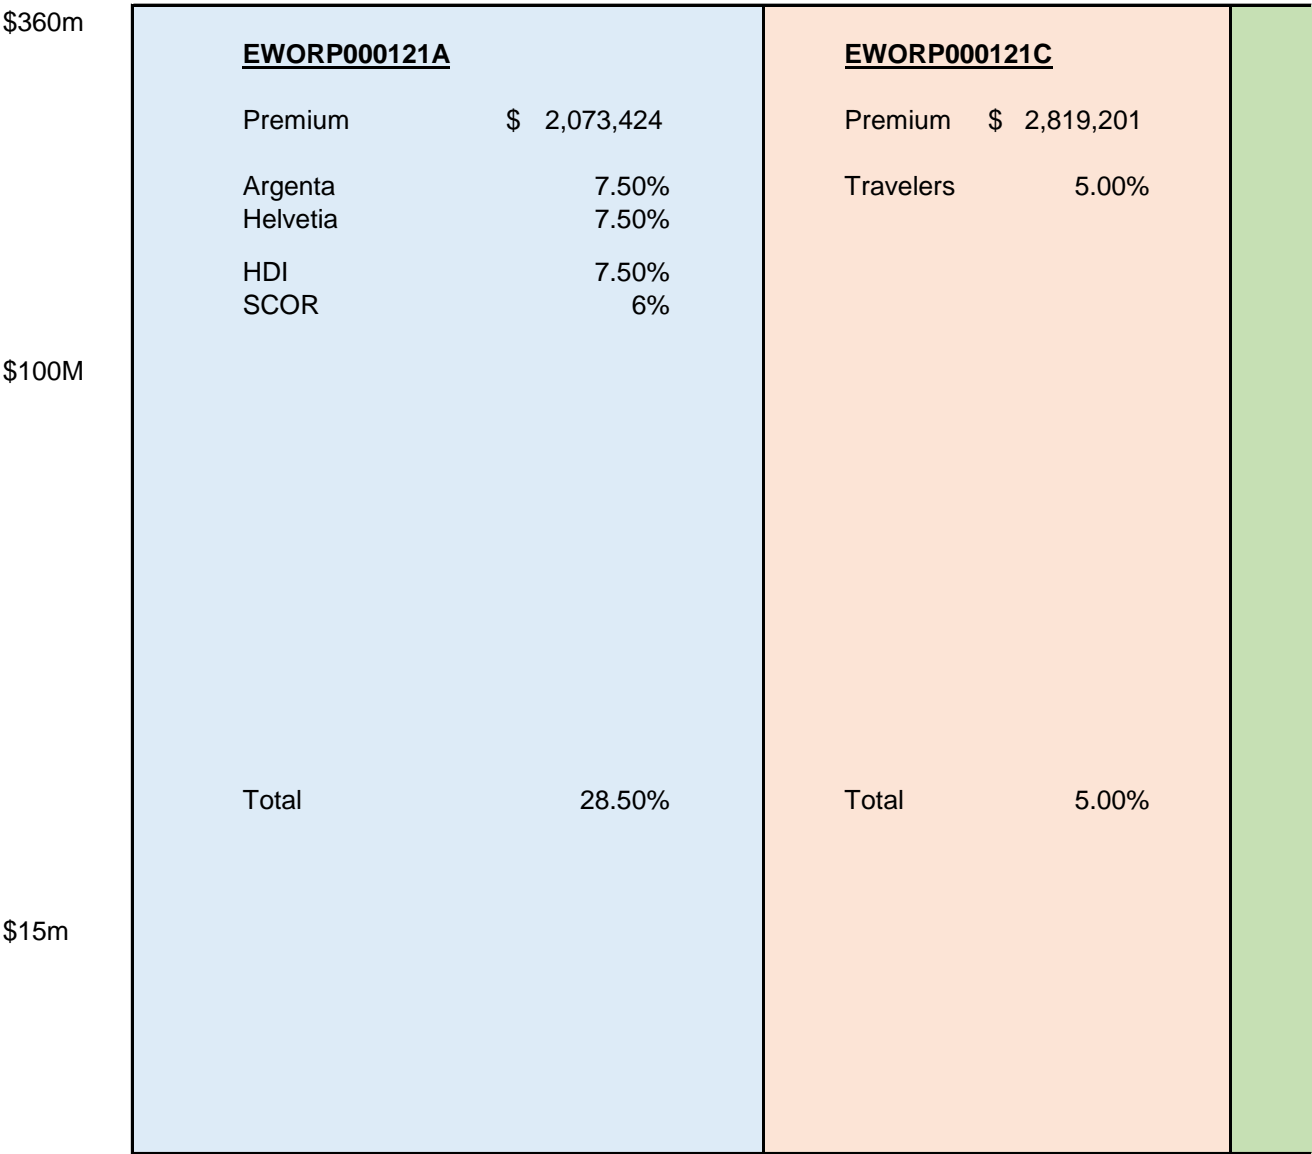 $360m
EWORP000121A EWORP000121C
Premium $ 2,073,424 Premium $ 2,819,201
Argenta 7.50% Travelers 5.00%
Helvetia 7.50%
HDI 7.50%
SCOR 6%
$100M
Total 28.50% Total 5.00%
$15m